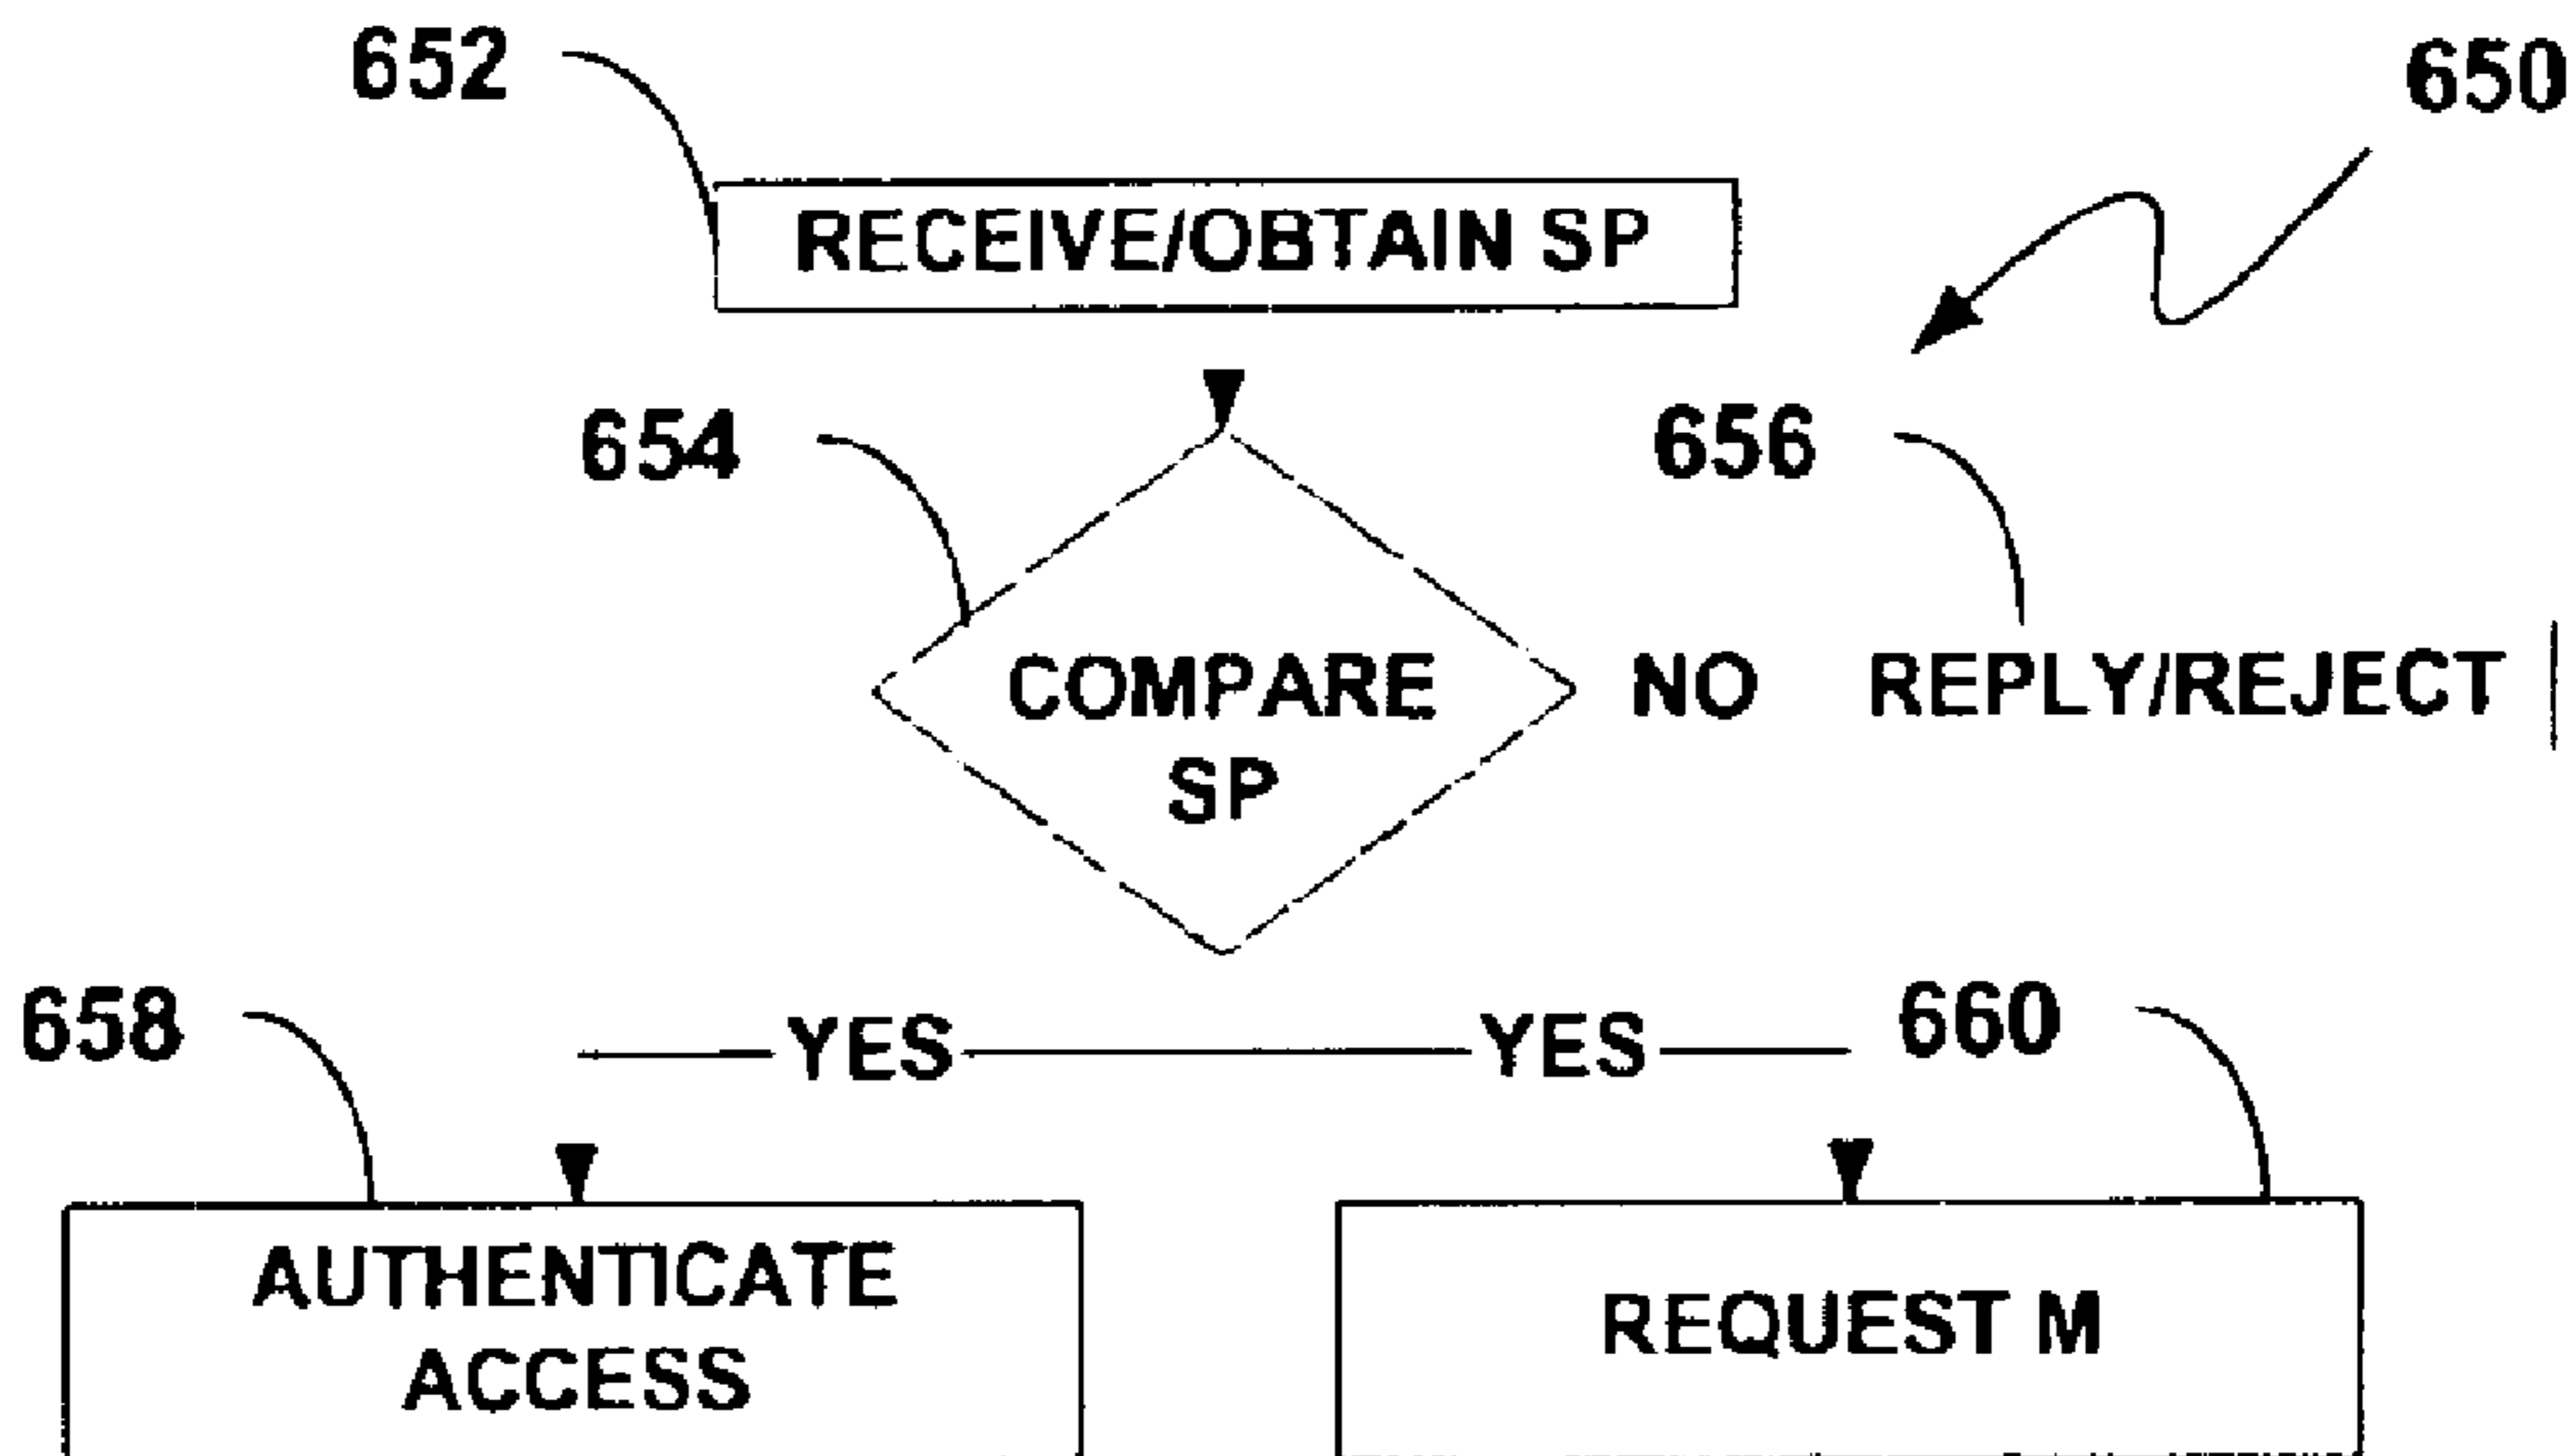 652
650
RECEIVE/OBTAIN SP
654
656
COMPARE
SP
NO
REPLY/REJECT
658
YES
YES
660
AUTHENTICATE
ACCESS
REQUEST M